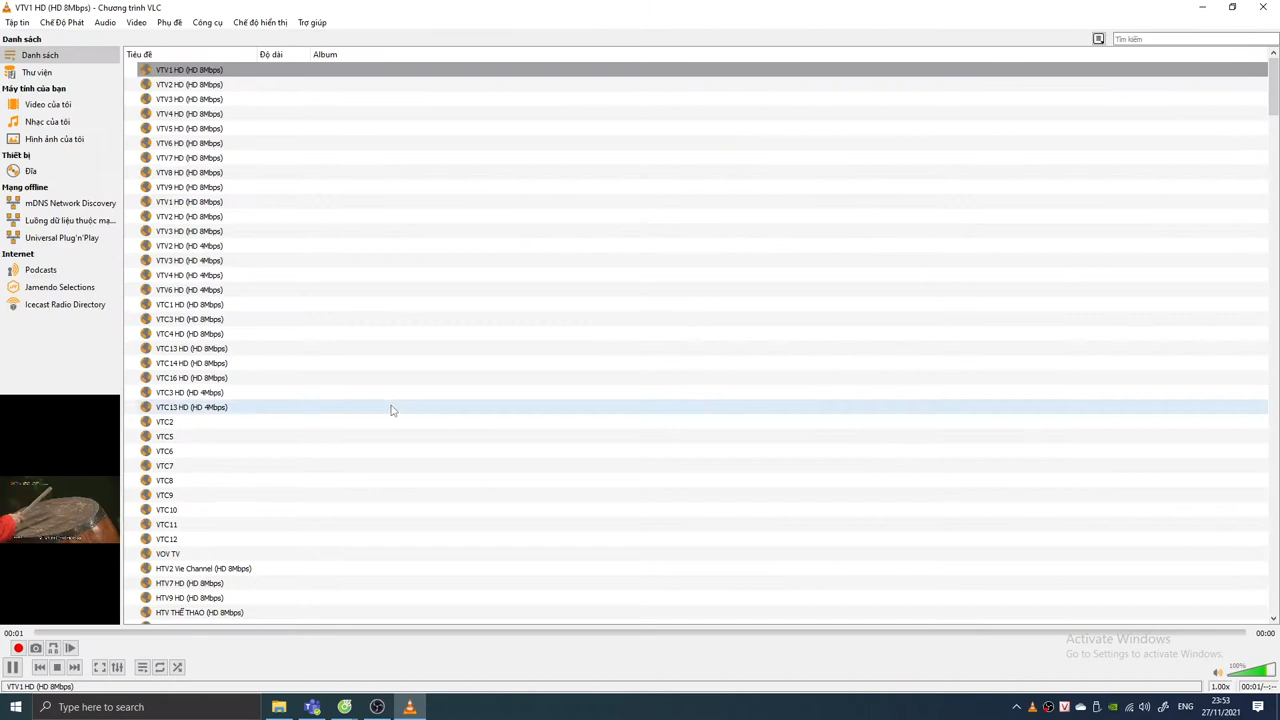 VTV1 HD (HD 8Mbps) - Chương trình VLC
Tập tin Chế Độ Phát Audio Video Phụ đề Công cụ Chế độ hiển thị Trợ giúp
Danh sách
Danh sách
Thư viện
Máy tính của bạn
Video của tôi
Nhạc của tôi
Hình ảnh của tôi
Thiết bị
Đĩa
Mạng offline
mDNS Network Discovery
Luồng dữ liệu thuộc mạ...
Universal Plug'n'Play
Internet
Podcasts
Jamendo Selections
Icecast Radio Directory
Tìm kiếm
Tiêu đề Độ dài Album
VTV1 HD (HD 8Mbps)
VTV2 HD (HD 8Mbps)
VTV3 HD (HD 8Mbps)
VTV4 HD (HD 8Mbps)
VTV5 HD (HD 8Mbps)
VTV6 HD (HD 8Mbps)
VTV7 HD (HD 8Mbps)
VTV8 HD (HD 8Mbps)
VTV9 HD (HD 8Mbps)
VTV1 HD (HD 8Mbps)
VTV2 HD (HD 8Mbps)
VTV3 HD (HD 8Mbps)
VTV2 HD (HD 4Mbps)
VTV3 HD (HD 4Mbps)
VTV4 HD (HD 4Mbps)
VTV6 HD (HD 4Mbps)
VTC1 HD (HD 8Mbps)
VTC3 HD (HD 8Mbps)
VTC4 HD (HD 8Mbps)
VTC13 HD (HD 8Mbps)
VTC14 HD (HD 8Mbps)
VTC16 HD (HD 8Mbps)
VTC3 HD (HD 4Mbps)
VTC13 HD (HD 4Mbps)
VTC2
VTC5
VTC6
VTC7
VTC8
VTC9
VTC10
VTC11
VTC12
VOV TV
HTV2 Vie Channel (HD 8Mbps)
HTV7 HD (HD 8Mbps)
HTV9 HD (HD 8Mbps)
HTV THỂ THAO (HD 8Mbps)
00:01 00:00
Activate Windows
Go to Settings to activate Windows.
100%
VTV1 HD (HD 8Mbps) 1.00x 00:01/--:--
Type here to search
ENG
23:53
27/11/2021